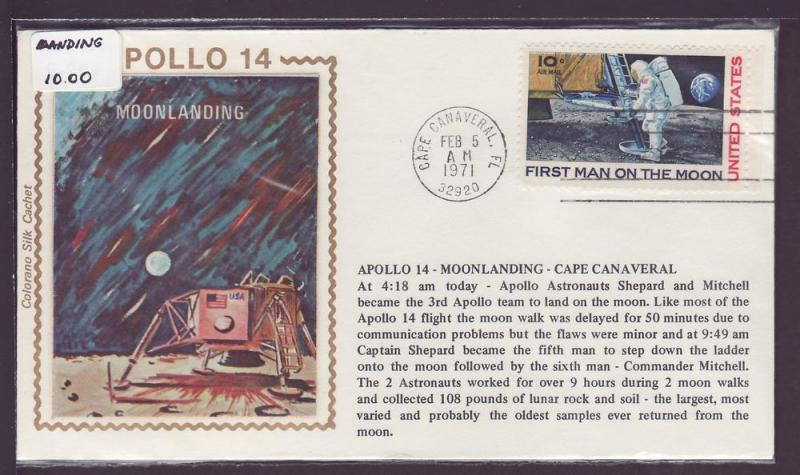 LANDING
10.00
POLLO 14
MOONLANDING
USA
Colorano Silk Cachet
CAPE CANAVERAL, FL
FEB 5
AM
1971
32920
10c
AIR MAIL
UNITED STATES
FIRST MAN ON THE MOON
APOLLO 14 - MOONLANDING - CAPE CANAVERAL
At 4:18 am today - Apollo Astronauts Shepard and Mitchell
became the 3rd Apollo team to land on the moon. Like most of the
Apollo 14 flight the moon walk was delayed for 50 minutes due to
communication problems but the flaws were minor and at 9:49 am
Captain Shepard became the fifth man to step down the ladder
onto the moon followed by the sixth man - Commander Mitchell.
The 2 Astronauts worked for over 9 hours during 2 moon walks
and collected 108 pounds of lunar rock and soil - the largest, most
varied and probably the oldest samples ever returned from the
moon.